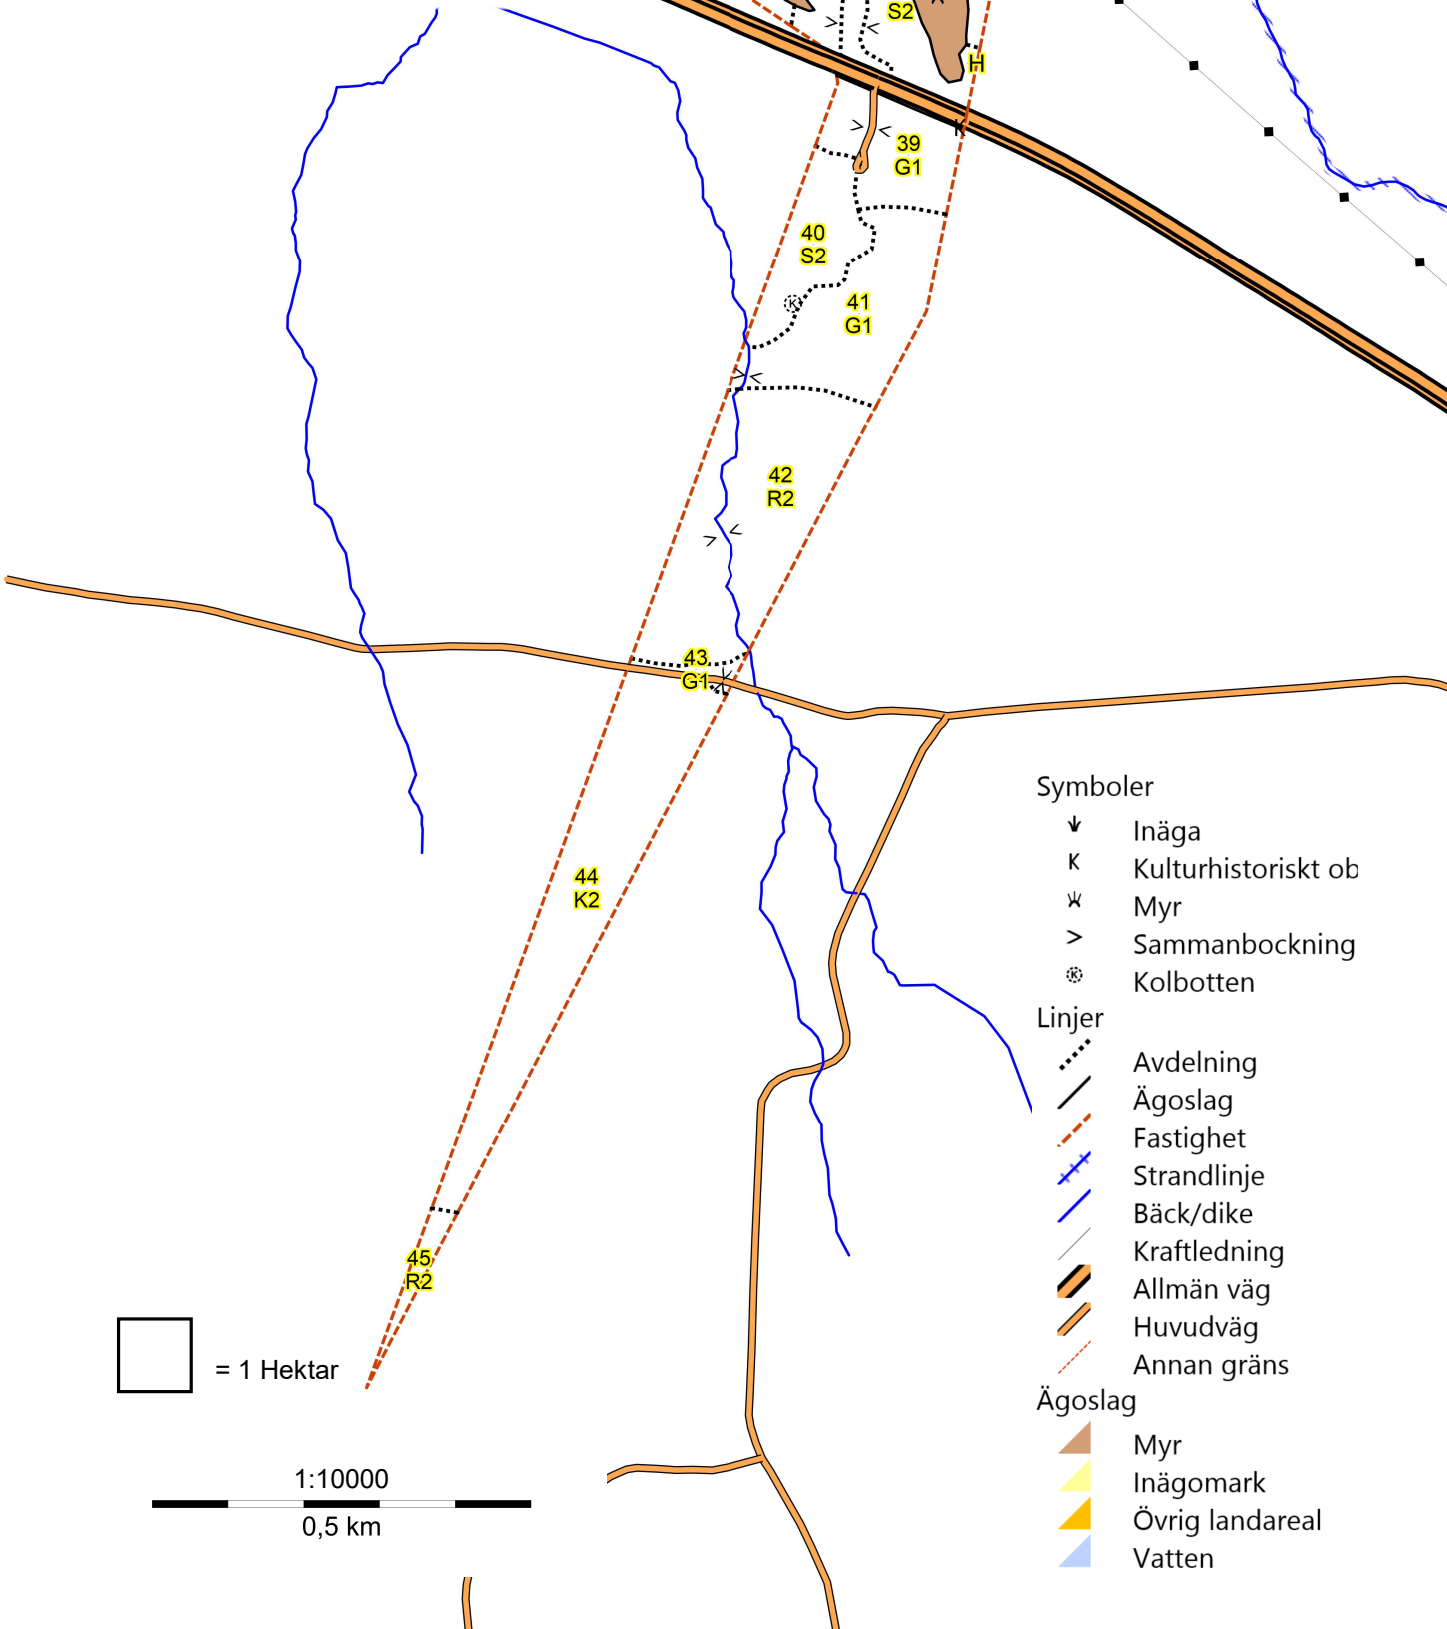 S2
H
K
39
G1
40
S2
K
41
G1
42
R2
43
G1
44
K2
45
R2
= 1 Hektar
1:10000
0,5 km
Symboler
Inäga
K Kulturhistoriskt ob
Myr
Sammanbockning
K Kolbotten
Linjer
Avdelning
Ägoslag
Fastighet
Strandlinje
Bäck/dike
Kraftledning
Allmän väg
Huvudväg
Annan gräns
Ägoslag
Myr
Inägomark
Övrig landareal
Vatten